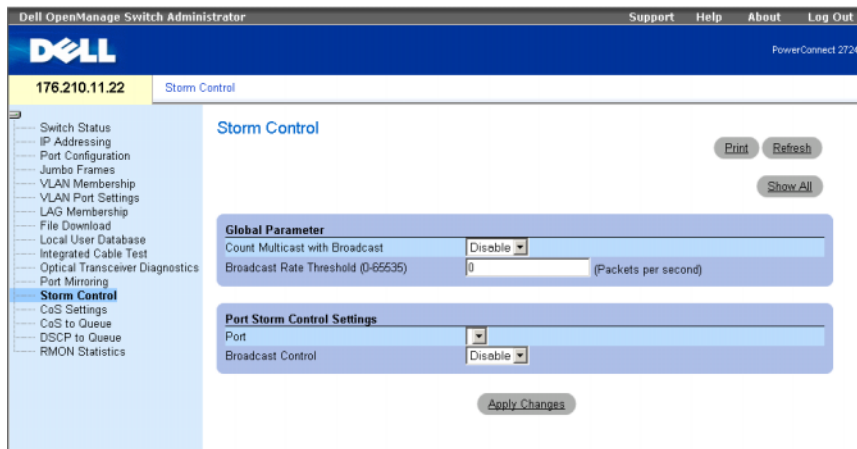 Dell OpenManage Switch Administrator Support Help About Log Out
DELL
PowerConnect 2724
176.210.11.22 Storm Control
Switch Status
IP Addressing
Port Configuration
Jumbo Frames
VLAN Membership
VLAN Port Settings
LAG Membership
File Download
Local User Database
Integrated Cable Test
Optical Transceiver Diagnostics
Port Mirroring
Storm Control
CoS Settings
CoS to Queue
DSCP to Queue
RMON Statistics
Storm Control
Print Refresh
Show All
Global Parameter
Count Multicast with Broadcast Disable
Broadcast Rate Threshold (0-65535) 0 (Packets per second)
Port Storm Control Settings
Port
Broadcast Control Disable
Apply Changes